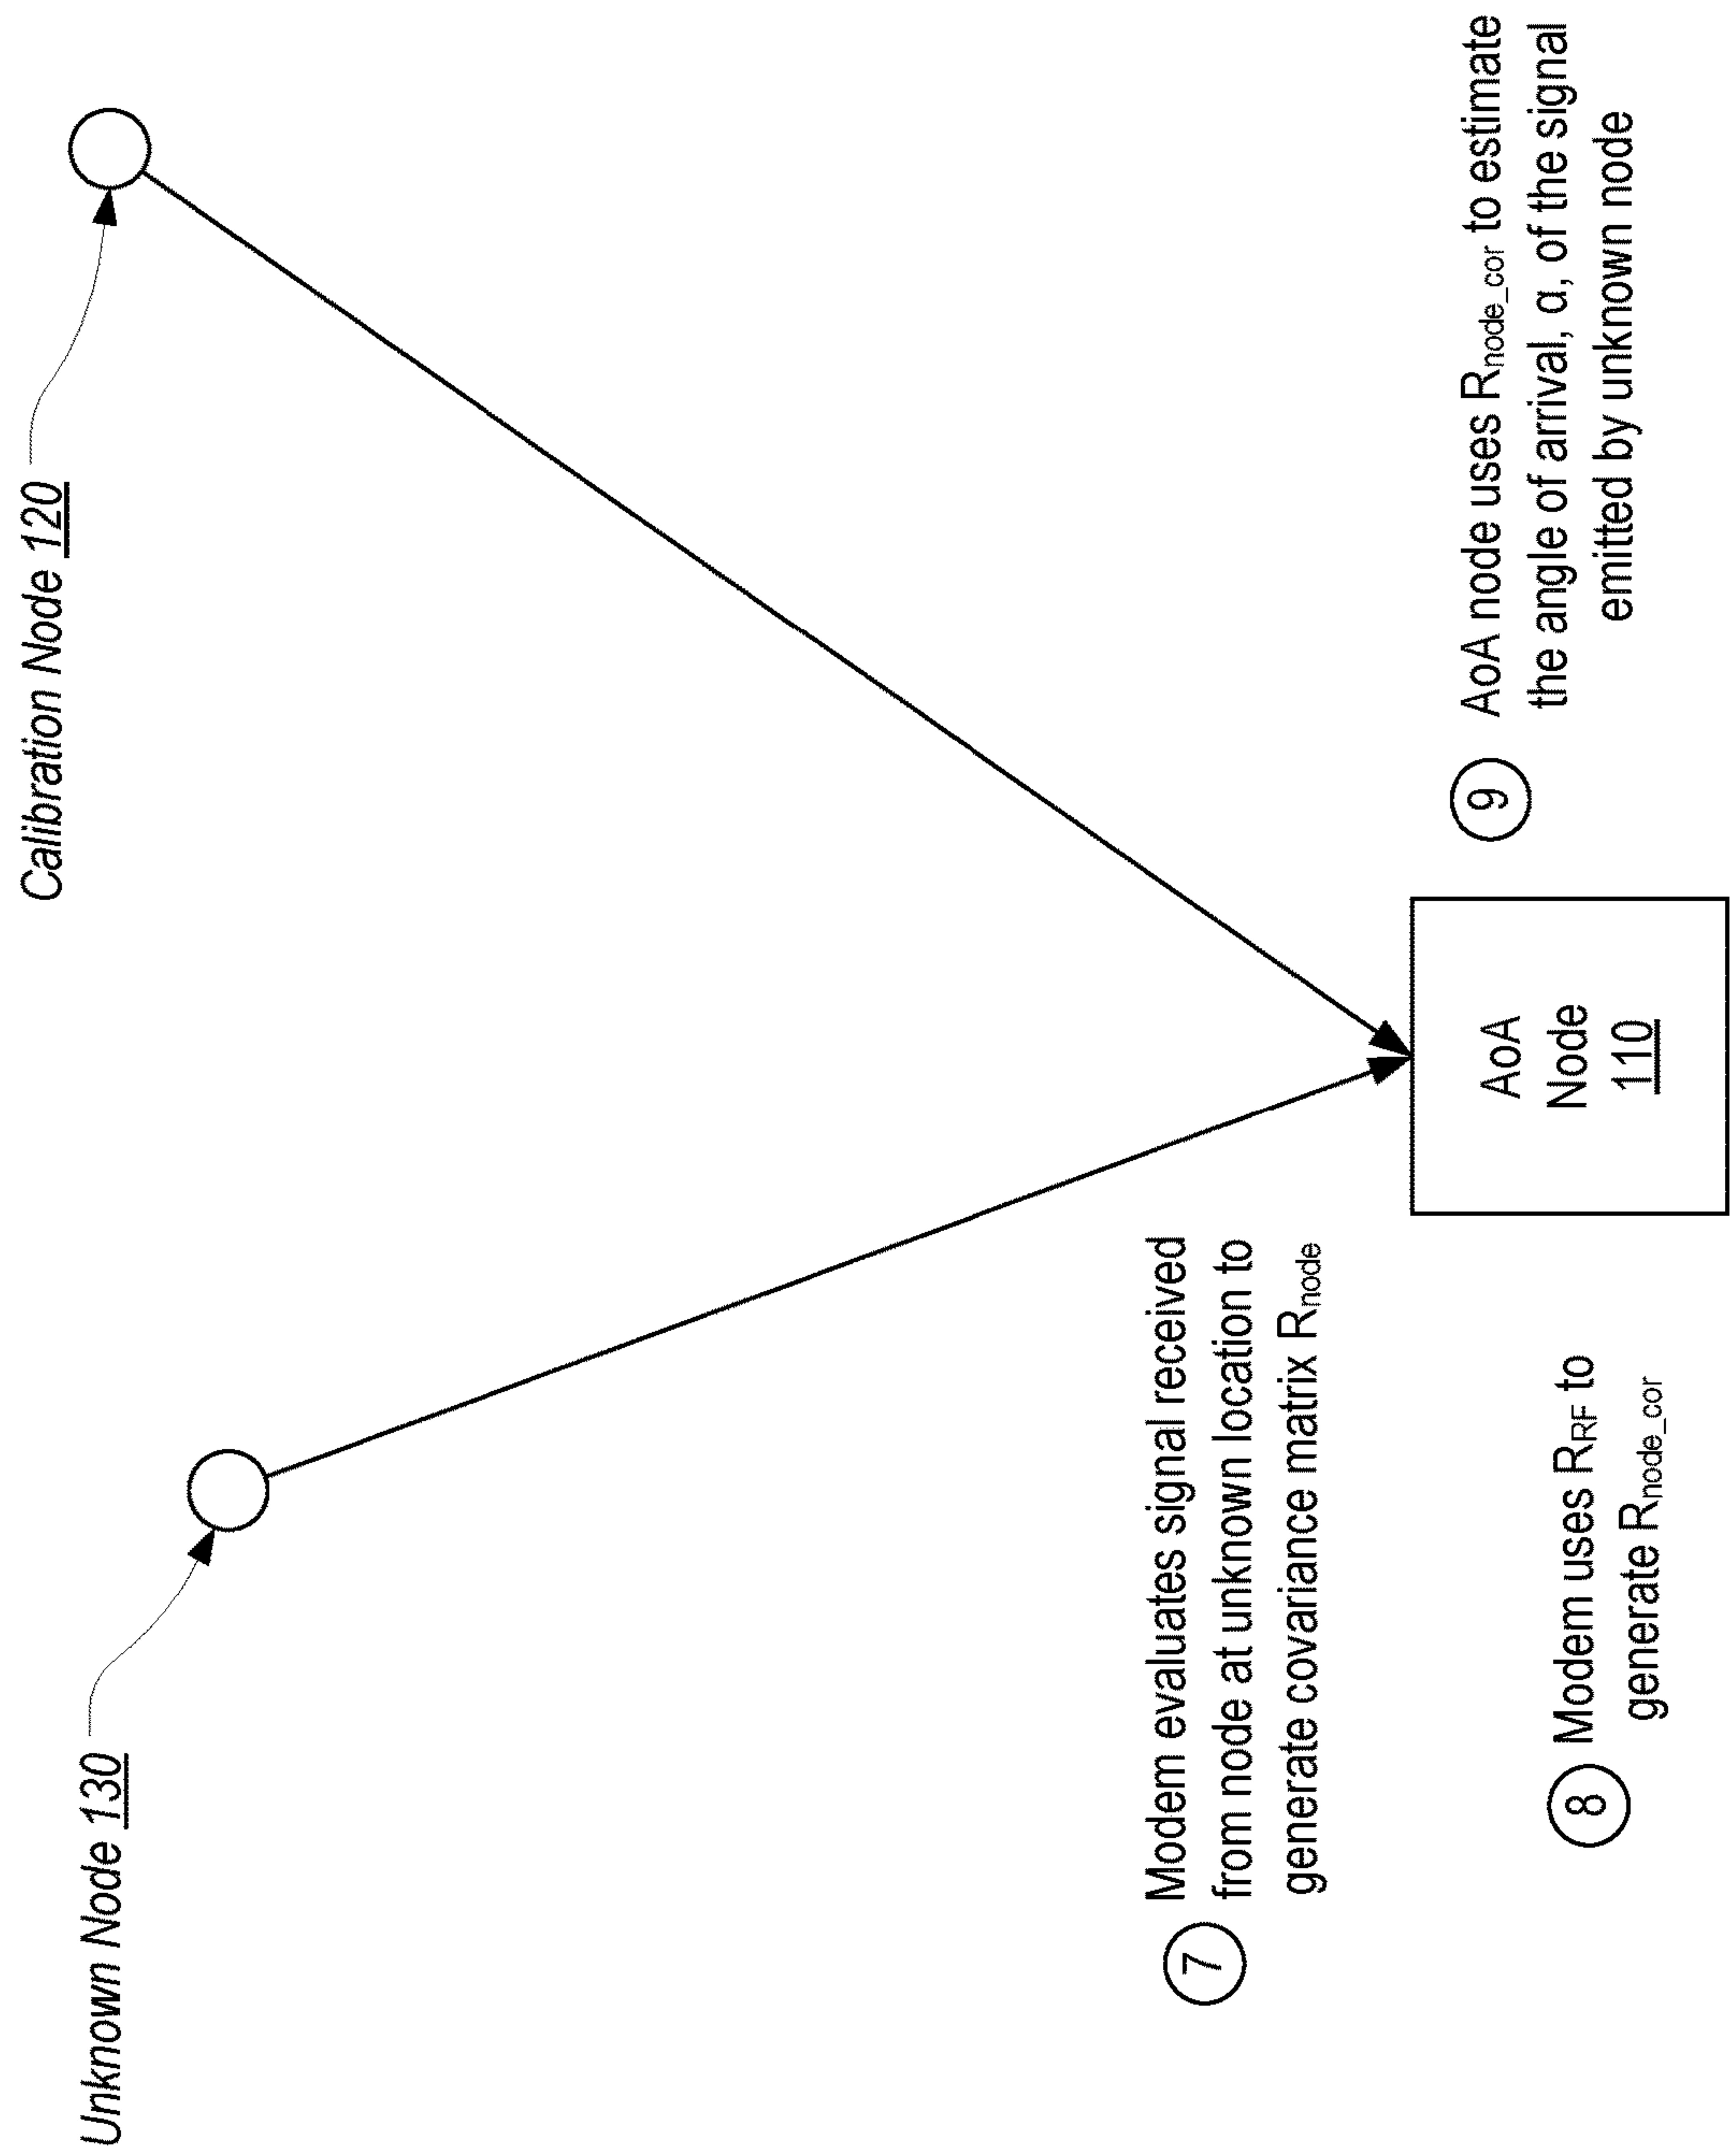 Unknown Node 130
Calibration Node 120
7
Modem evaluates signal received
from node at unknown location to
generate covariance matrix Rnode
8
Modem uses RRF to
generate Rnode_cor
AoA
Node
110
9
AoA node uses Rnode_cor to estimate
the angle of arrival, α, of the signal
emitted by unknown node